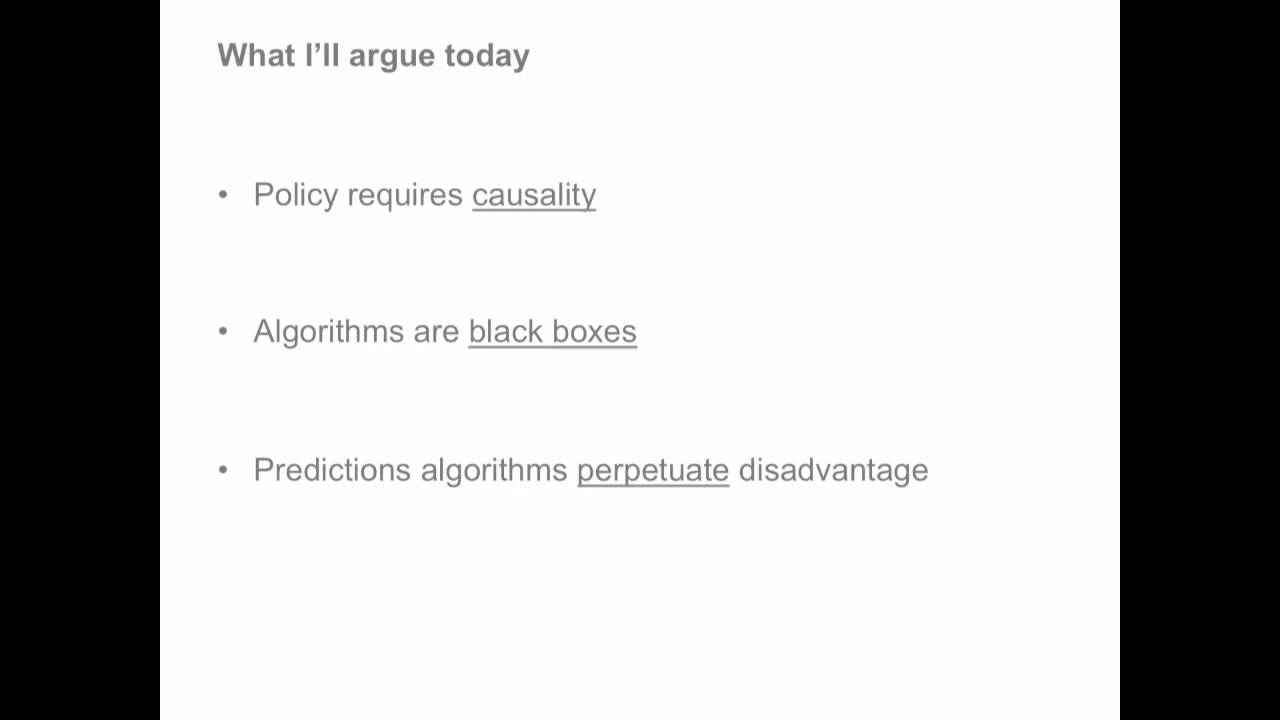 What I’ll argue today
• Policy requires causality
• Algorithms are black boxes
• Predictions algorithms perpetuate disadvantage